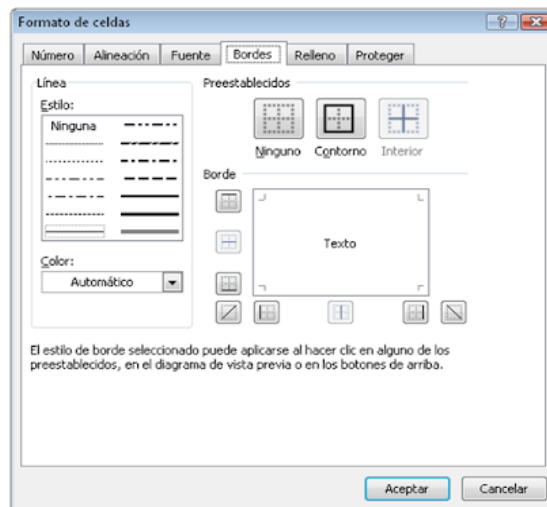 Formato de celdas
Número Alineación Fuente Bordes Relleno Proteger
Línea
Estilo:
Ninguna
Color:
Automático
Preestablecidos
Ninguno Contorno Interior
Borde
Texto
El estilo de borde seleccionado puede aplicarse al hacer clic en alguno de los
preestablecidos, en el diagrama de vista previa o en los botones de arriba.
Aceptar Cancelar